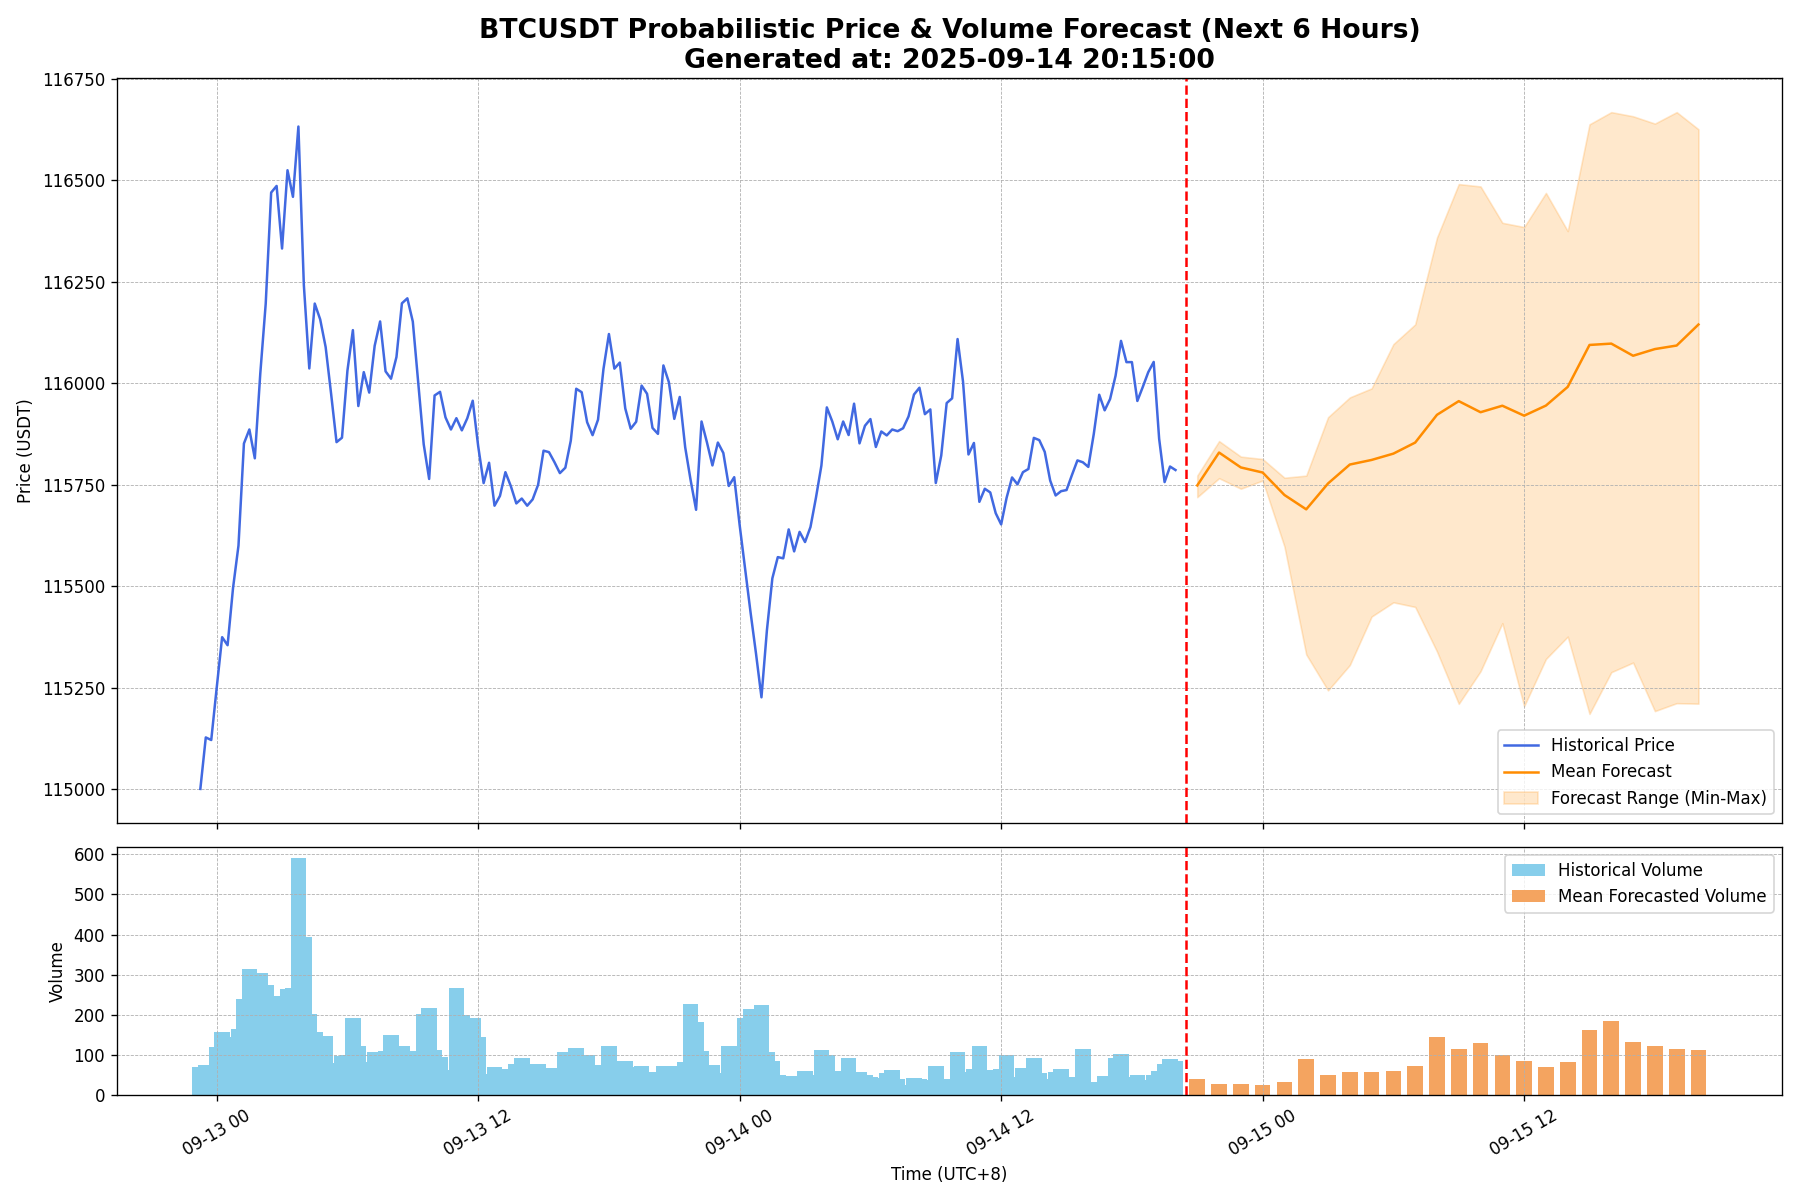 BTCUSDT Probabilistic Price & Volume Forecast (Next 6 Hours)
Generated at: 2025-09-14 20:15:00
116750
116500
116250
116000
115750
115500
115250
115000
Price (USDT)
Historical Price
Mean Forecast
Forecast Range (Min-Max)
600
500
400
300
200
100
0
Volume
Historical Volume
Mean Forecasted Volume
09-13 00
09-13 12
09-14 00
09-14 12
09-15 00
09-15 12
Time (UTC+8)